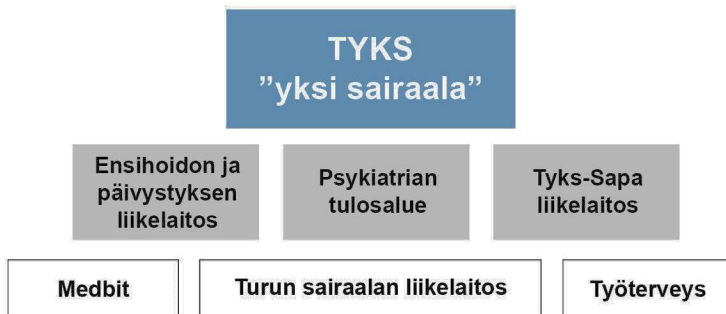 TYKS
”yksi sairaala”
Ensihoidon ja
päivystyksen
liikelaitos
Psykiatrian
tulosalue
Tyks-Sapa
liikelaitos
Medbit
Turun sairaalan liikelaitos
Työterveys